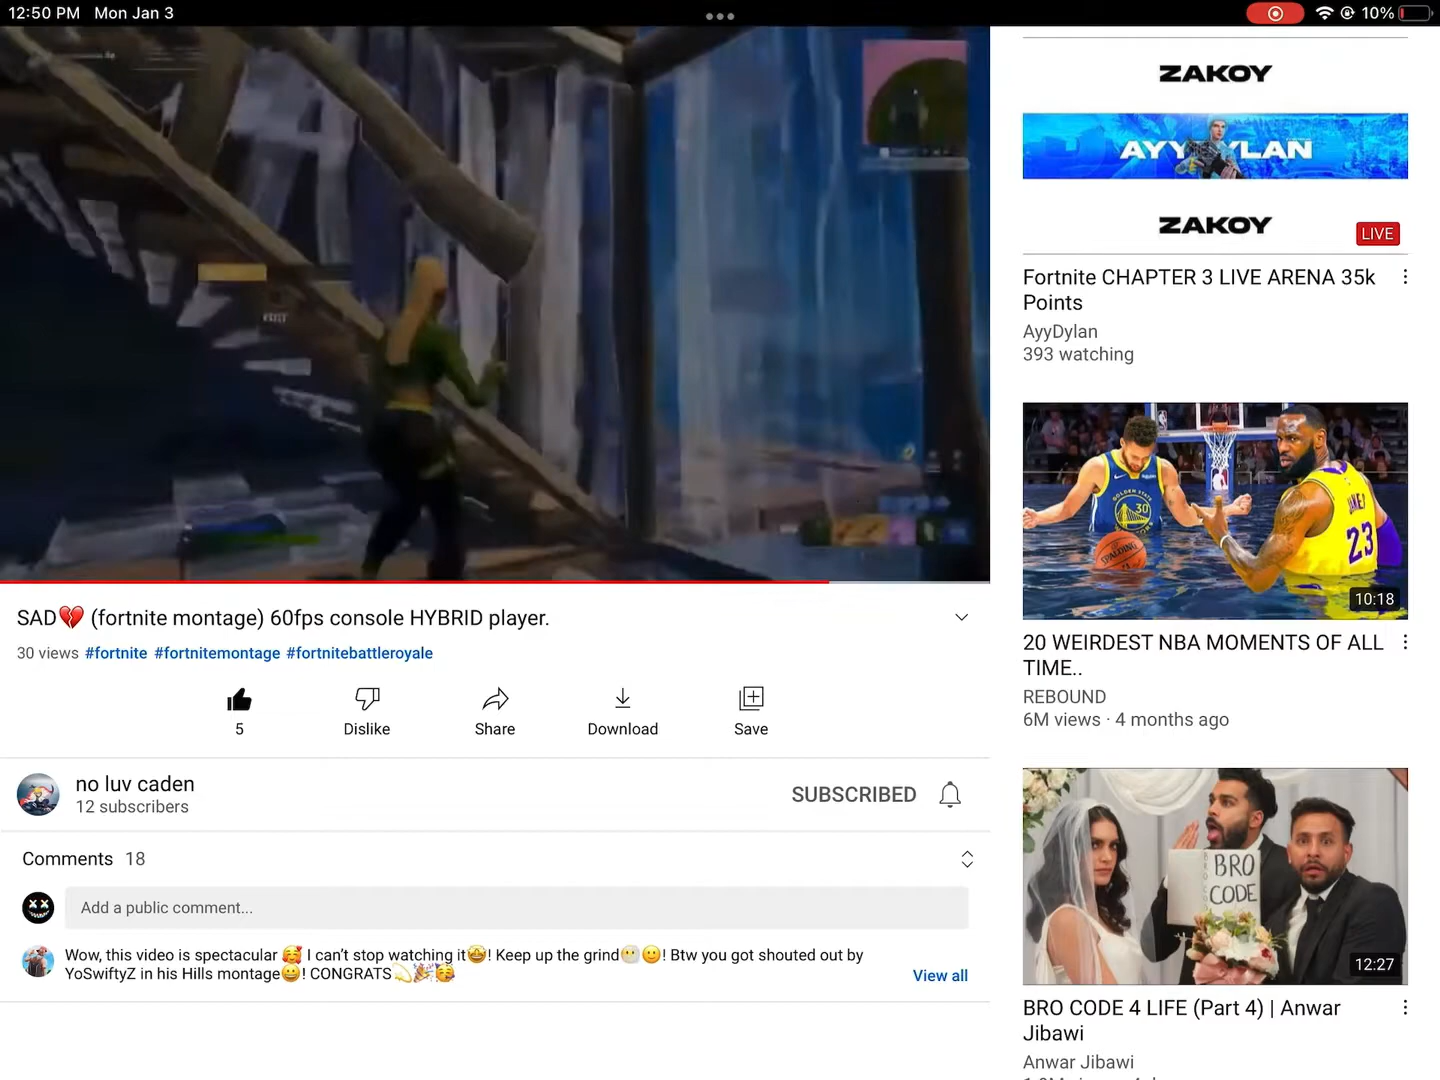 12:50 PM Mon Jan 3
10%
SAD💔 (fortnite montage) 60fps console HYBRID player.
30 views #fortnite #fortnitemontage #fortnitebattleroyale
5
Dislike
Share
Download
Save
no luv caden
12 subscribers
SUBSCRIBED
Comments 18
Add a public comment...
Wow, this video is spectacular 🥰 I can't stop watching it🤩! Keep up the grind😬🙂! Btw you got shouted out by
YoSwiftyZ in his Hills montage😀! CONGRATS💫🎉🥳
View all
ZAKOY
ZAKOY
LIVE
Fortnite CHAPTER 3 LIVE ARENA 35k
Points
AyyDylan
393 watching
GOLDEN STATE
30
SPALDING
23
10:18
20 WEIRDEST NBA MOMENTS OF ALL
TIME..
REBOUND
6M views · 4 months ago
BRO
CODE
12:27
BRO CODE 4 LIFE (Part 4) | Anwar
Jibawi
Anwar Jibawi